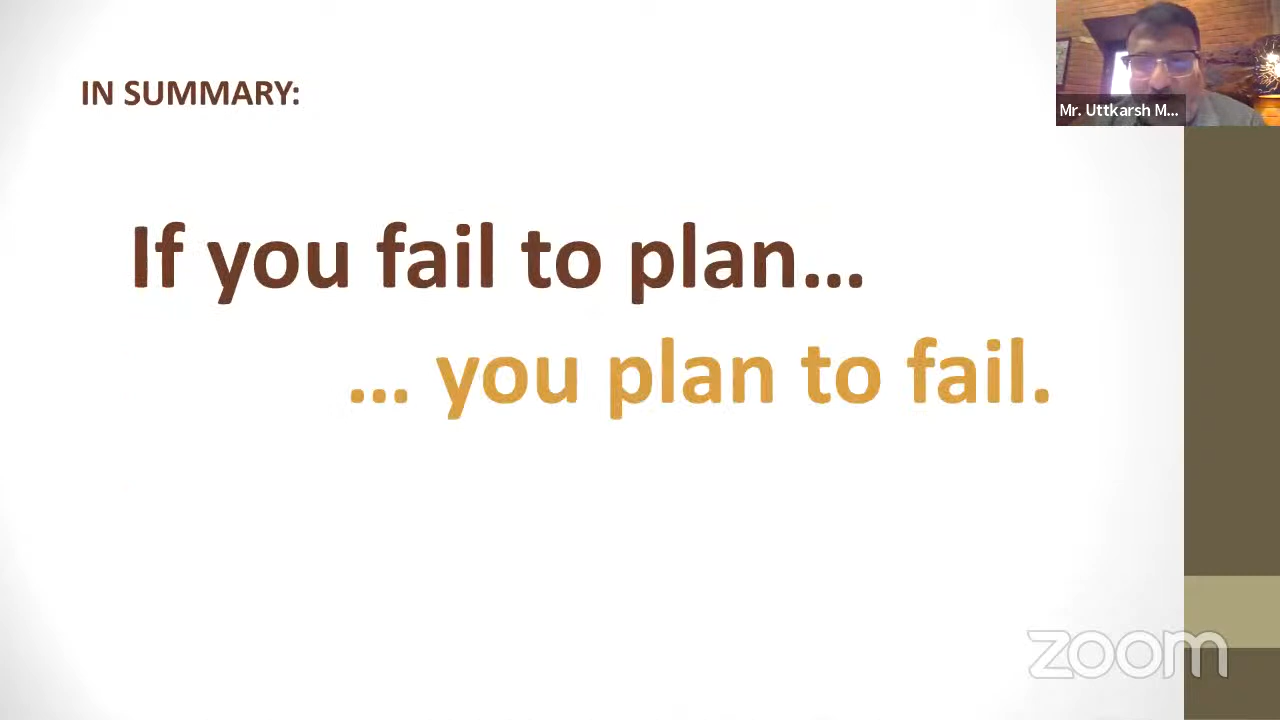 Mr. Uttkarsh M...
IN SUMMARY:
If you fail to plan...
... you plan to fail.
zoom